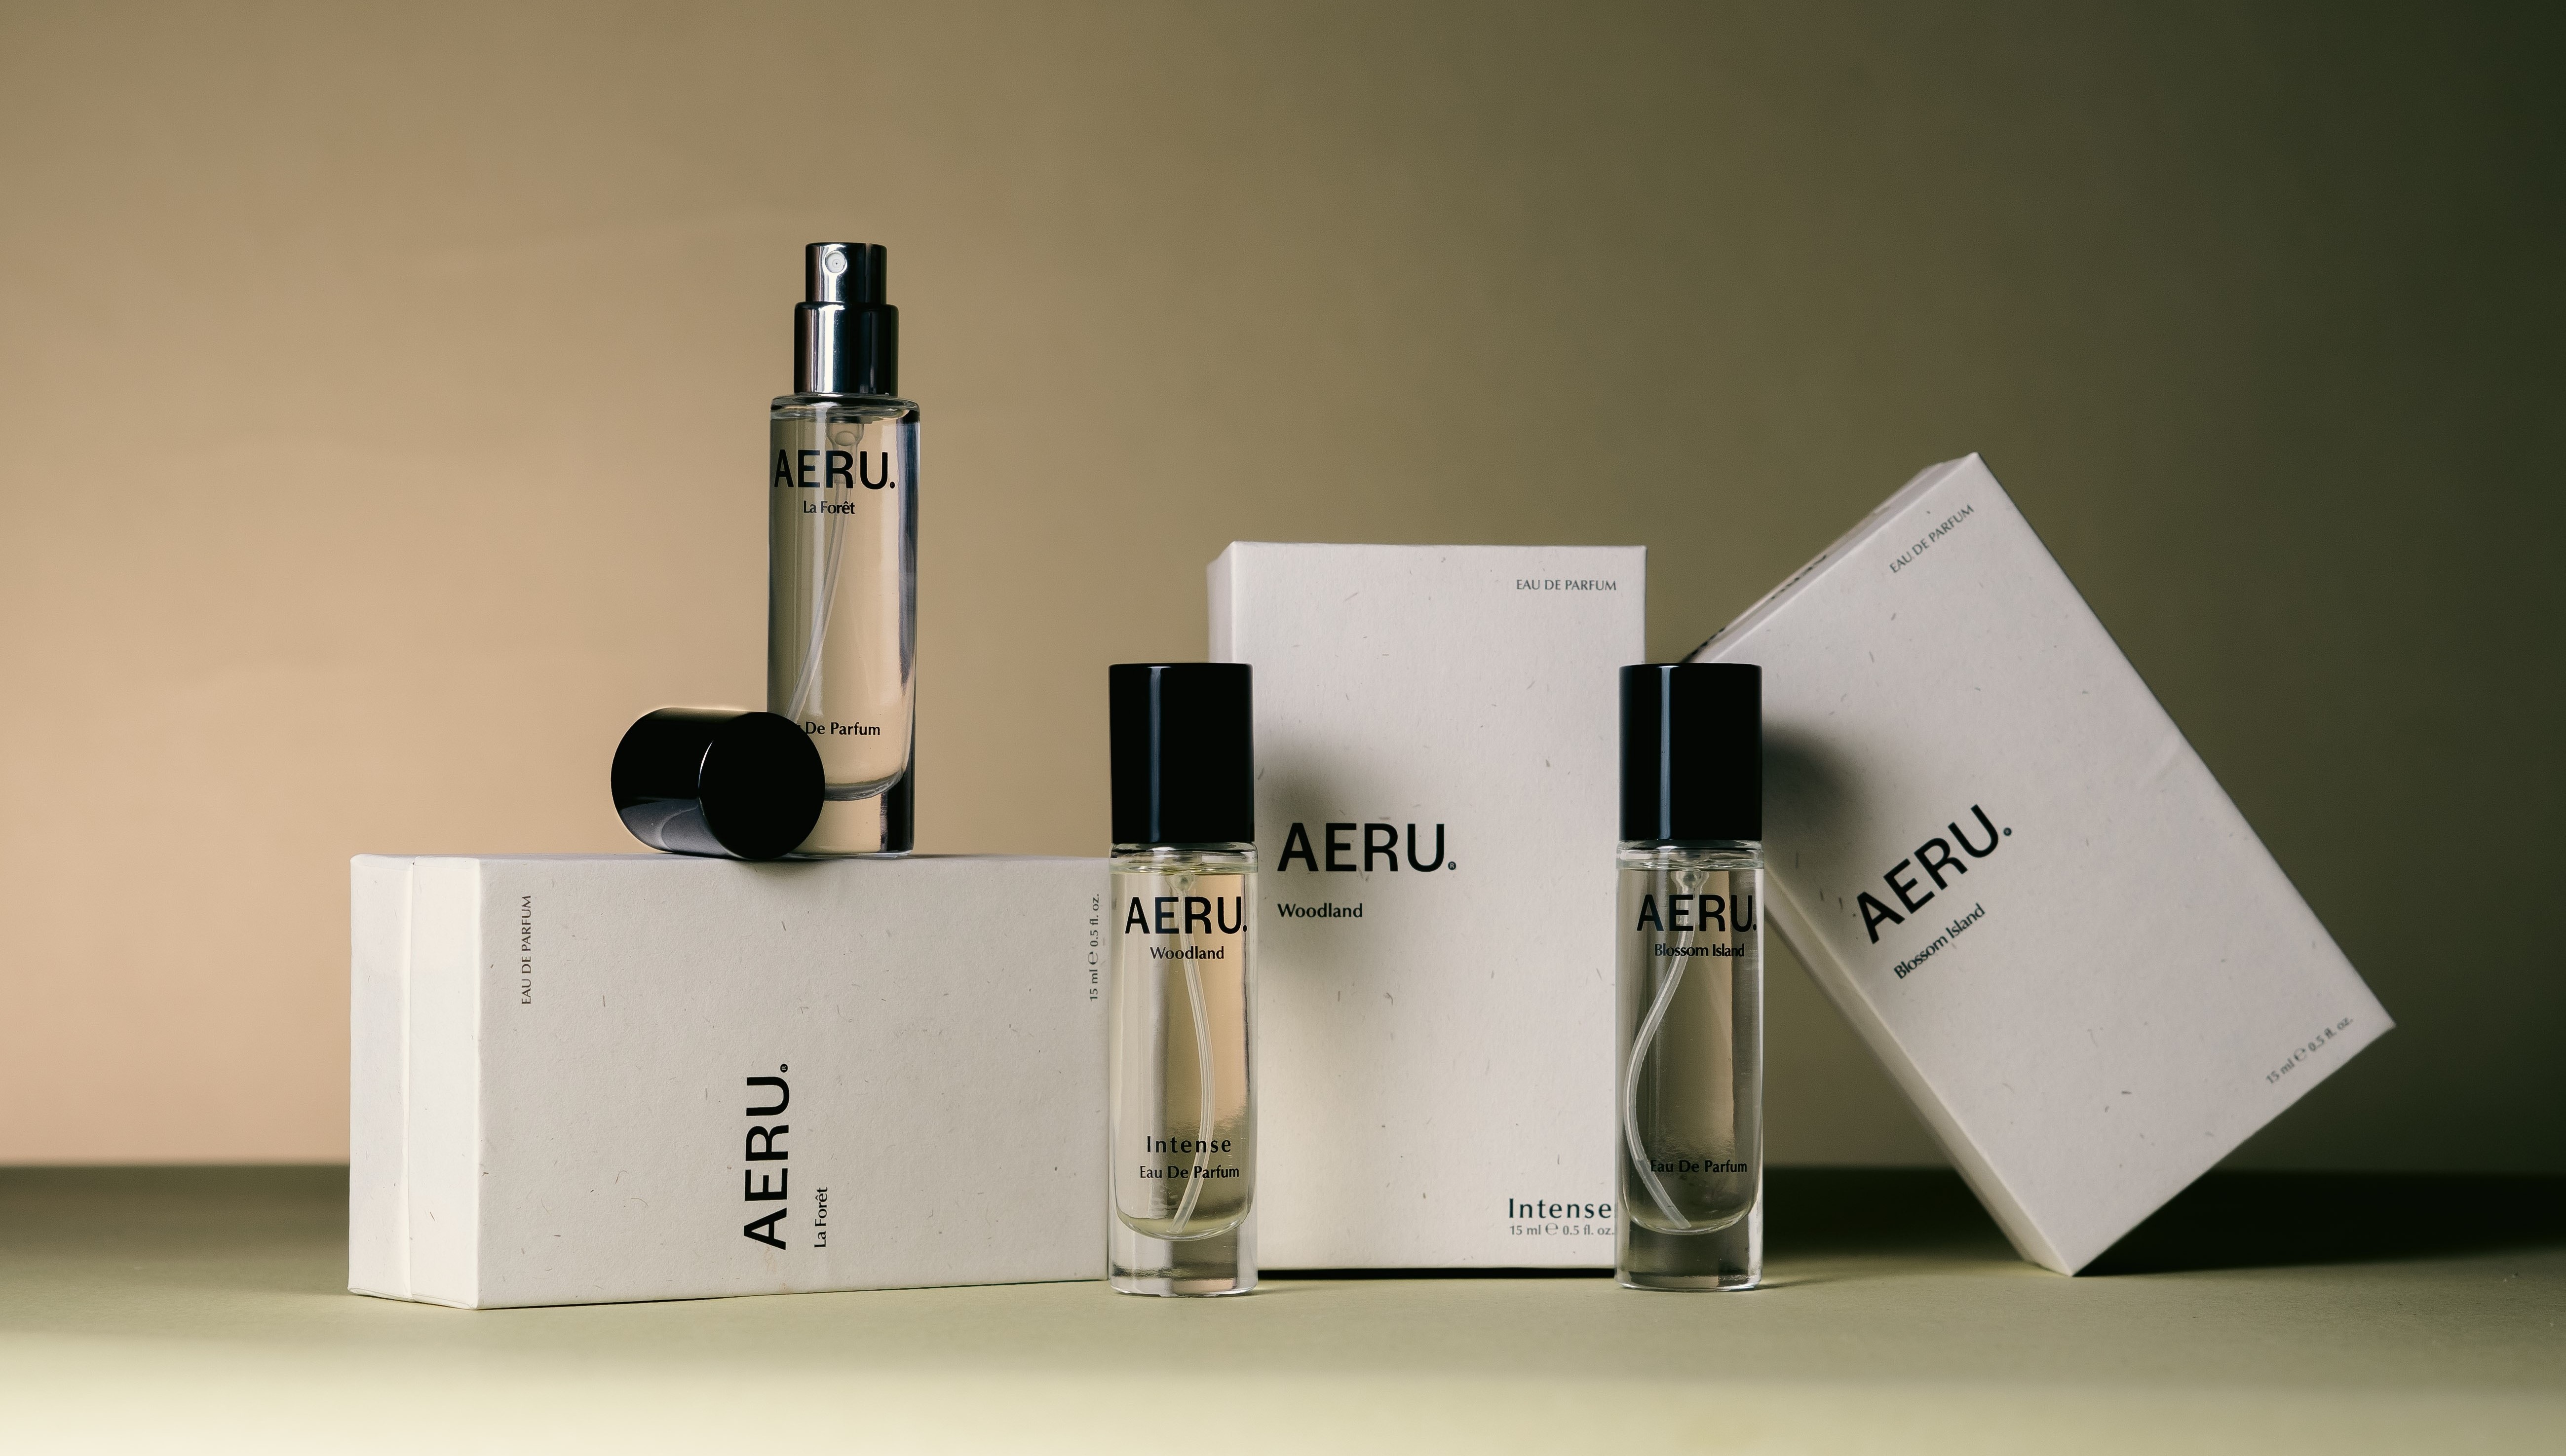 AERU.
La Forêt
De Parfum
EAU DE PARFUM
15 ml ℮ 0.5 fl. oz.
AERU.
La Forêt
AERU.
Woodland
Intense
Eau De Parfum
EAU DE PARFUM
AERU.
Woodland
Intense
15 ml ℮ 0.5 fl. oz.
AERU.
Blossom Island
Eau De Parfum
EAU DE PARFUM
AERU.
Blossom Island
15 ml ℮ 0.5 fl. oz.